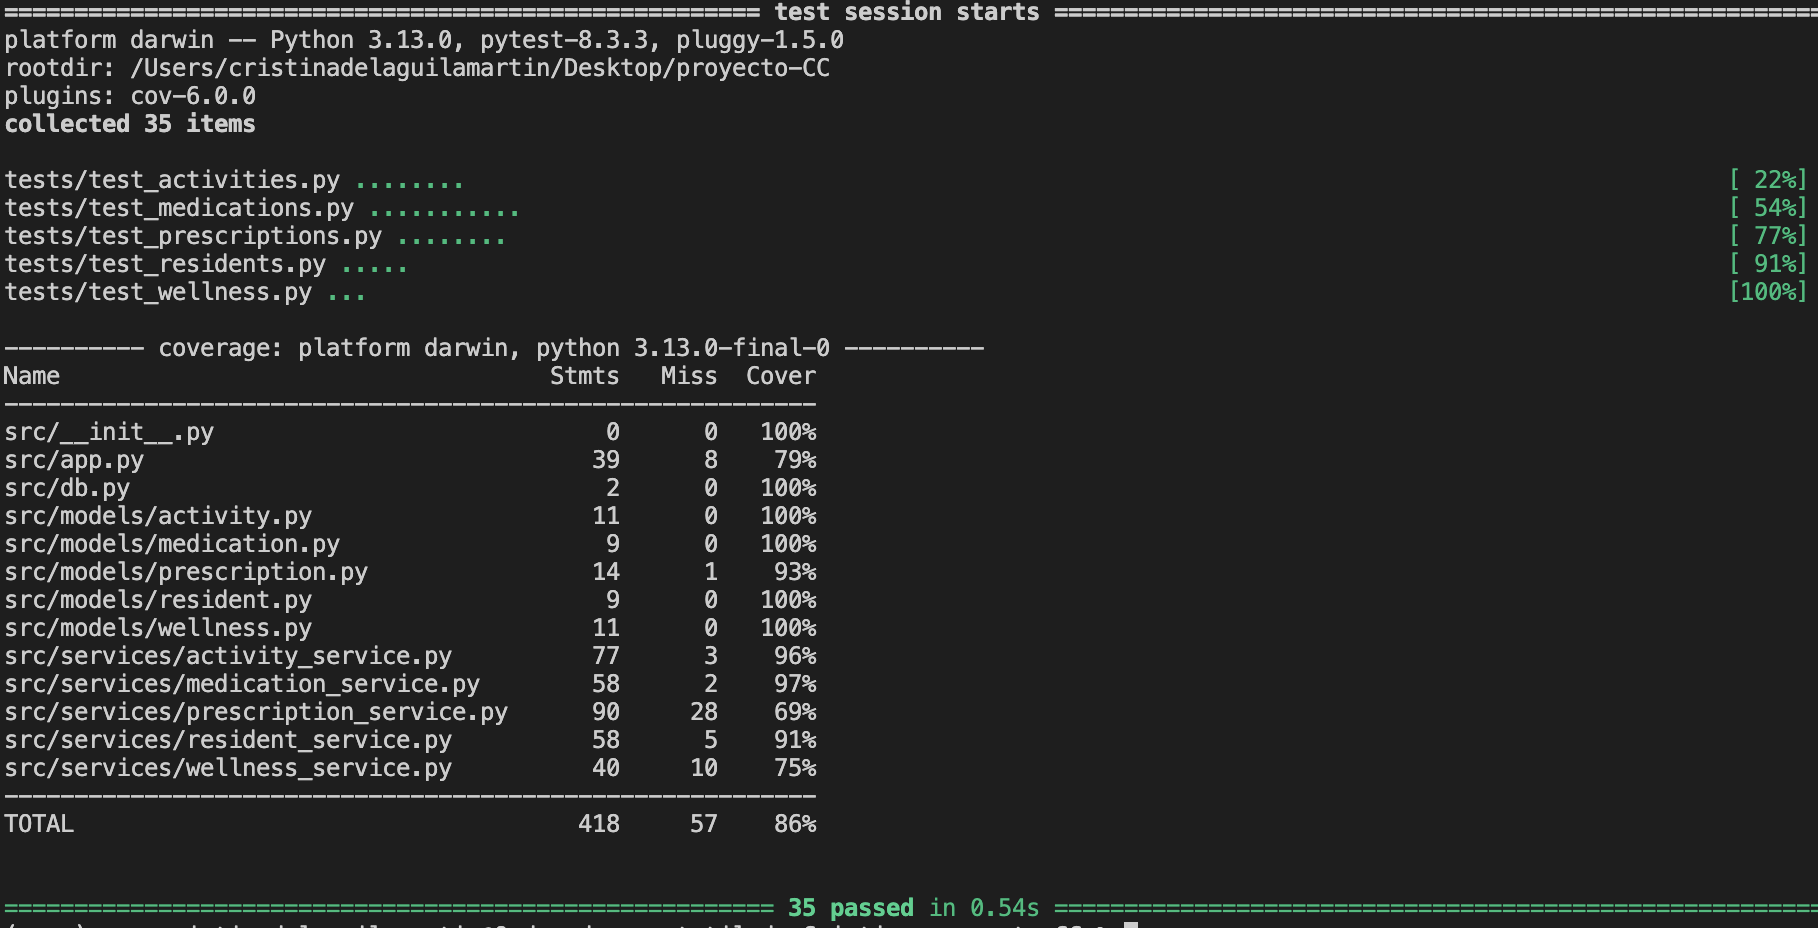 test session starts
platform darwin -- Python 3.13.0, pytest-8.3.3, pluggy-1.5.0
rootdir: /Users/cristinadelaguilamartin/Desktop/proyecto-CC
plugins: cov-6.0.0
collected 35 items
tests/test_activities.py ........ [ 22%]
tests/test_medications.py ........... [ 54%]
tests/test_prescriptions.py ........ [ 77%]
tests/test_residents.py ..... [ 91%]
tests/test_wellness.py ... [100%]
---------- coverage: platform darwin, python 3.13.0-final-0 ----------
Name Stmts Miss Cover
src/__init__.py 0 0 100%
src/app.py 39 8 79%
src/db.py 2 0 100%
src/models/activity.py 11 0 100%
src/models/medication.py 9 0 100%
src/models/prescription.py 14 1 93%
src/models/resident.py 9 0 100%
src/models/wellness.py 11 0 100%
src/services/activity_service.py 77 3 96%
src/services/medication_service.py 58 2 97%
src/services/prescription_service.py 90 28 69%
src/services/resident_service.py 58 5 91%
src/services/wellness_service.py 40 10 75%
TOTAL 418 57 86%
35 passed in 0.54s